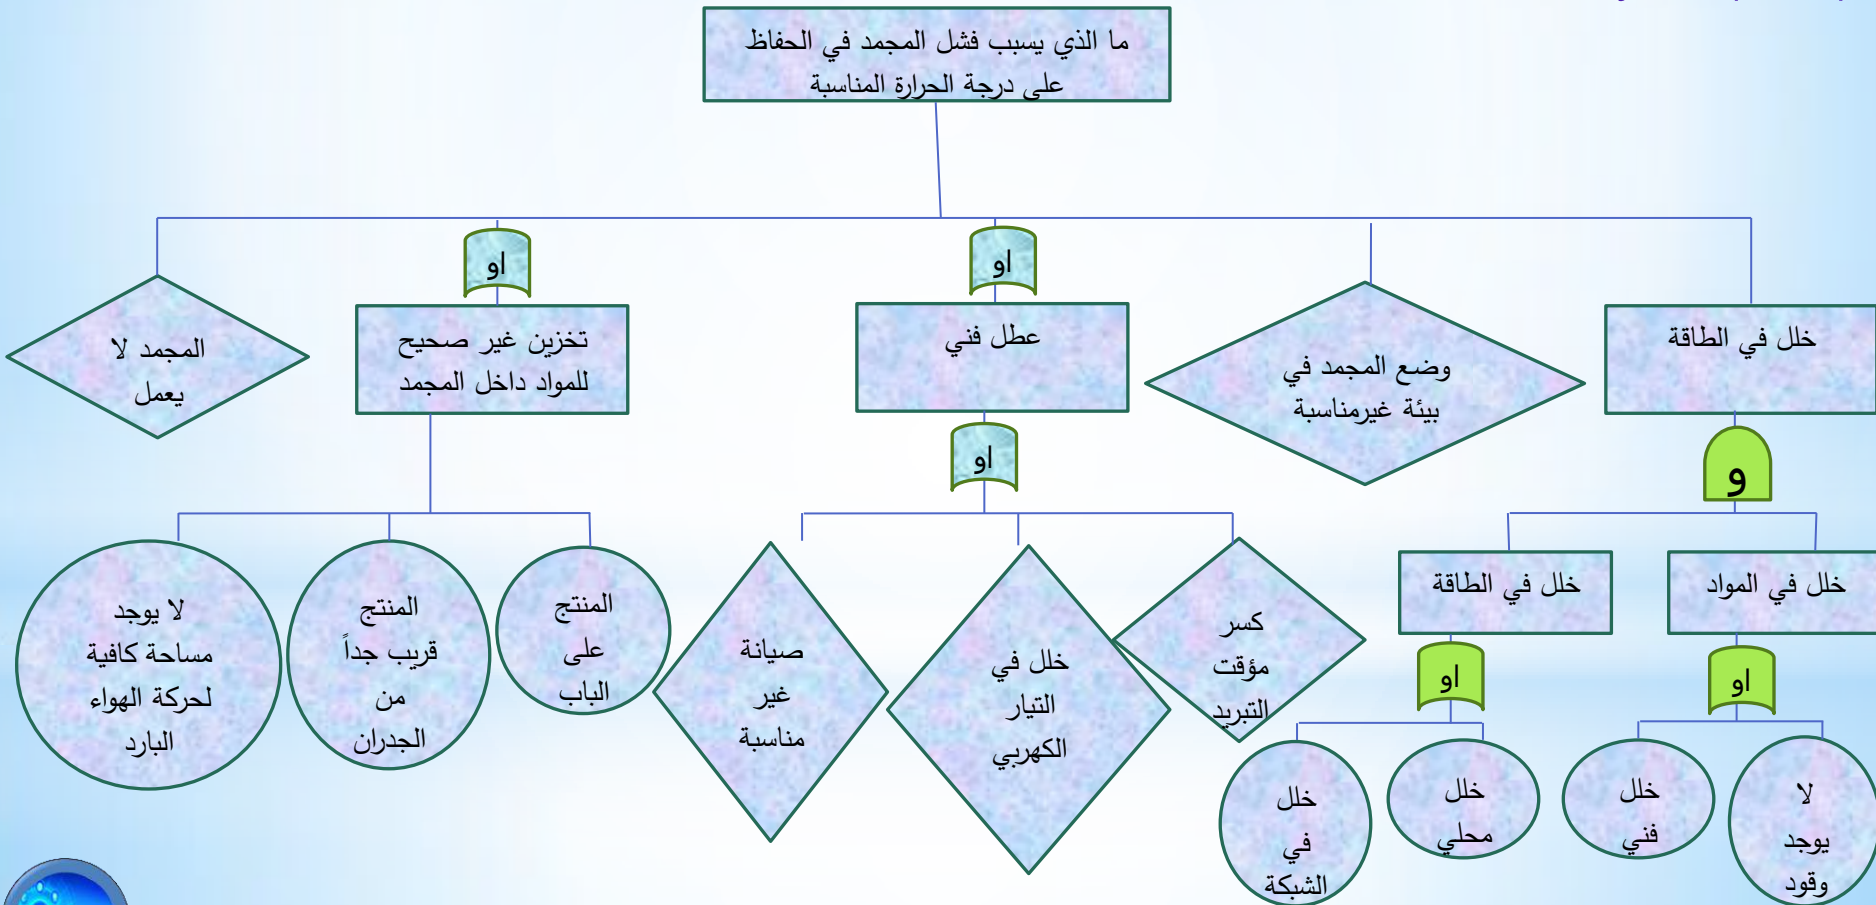 ما الذي يسبب فشل المجمد في الحفاظ
على درجة الحرارة المناسبة
او
او
خلل في الطاقة
وضع المجمد في
بيئة غيرمناسبة
عطل فني
تخزين غير صحيح
للمواد داخل المجمد
المجمد لا
يعمل
و
او
خلل في المواد
خلل في الطاقة
كسر
مؤقت
التبريد
خلل في
التيار
الكهربي
صيانة
غير
مناسبة
المنتج
على
الباب
المنتج
قريب جداً
من
الجدران
لا يوجد
مساحة كافية
لحركة الهواء
البارد
او
او
لا
يوجد
وقود
خلل
فني
خلل
محلي
خلل
في
الشبكة